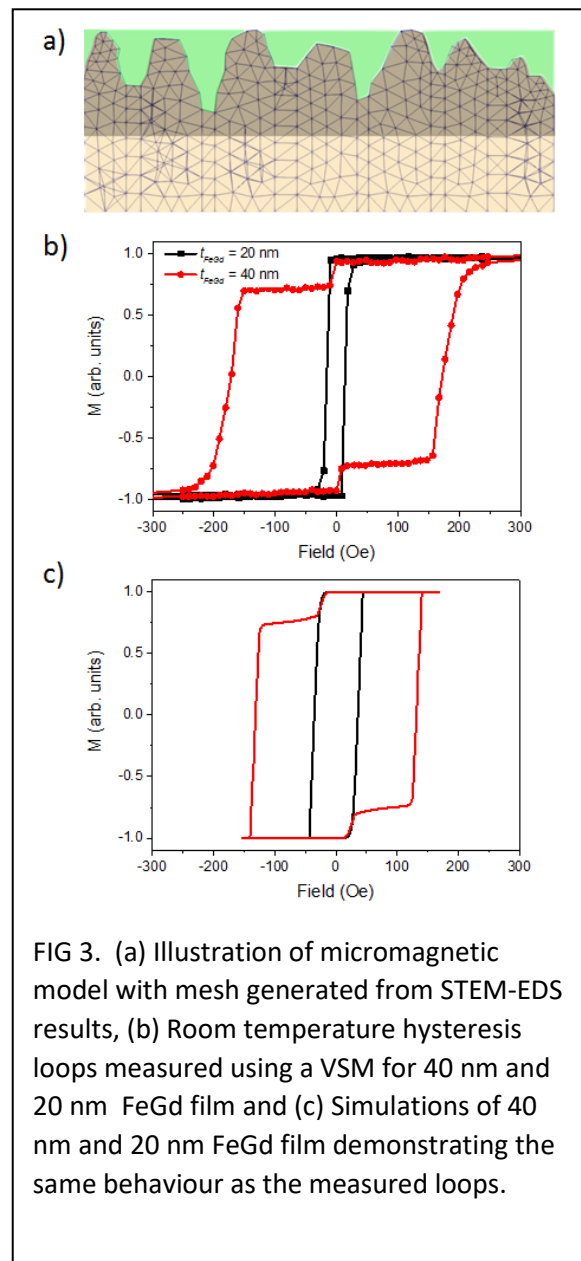 a)
b)
t_FeGd = 20 nm
t_FeGd = 40 nm
1.0
0.5
0.0
-0.5
-1.0
M (arb. units)
-300 -200 -100 0 100 200 300
Field (Oe)
c)
1.0
0.5
0.0
-0.5
-1.0
M (arb. units)
-300 -200 -100 0 100 200 300
Field (Oe)
FIG 3.  (a) Illustration of micromagnetic
model with mesh generated from STEM-EDS
results, (b) Room temperature hysteresis
loops measured using a VSM for 40 nm and
20 nm  FeGd film and (c) Simulations of 40
nm and 20 nm FeGd film demonstrating the
same behaviour as the measured loops.